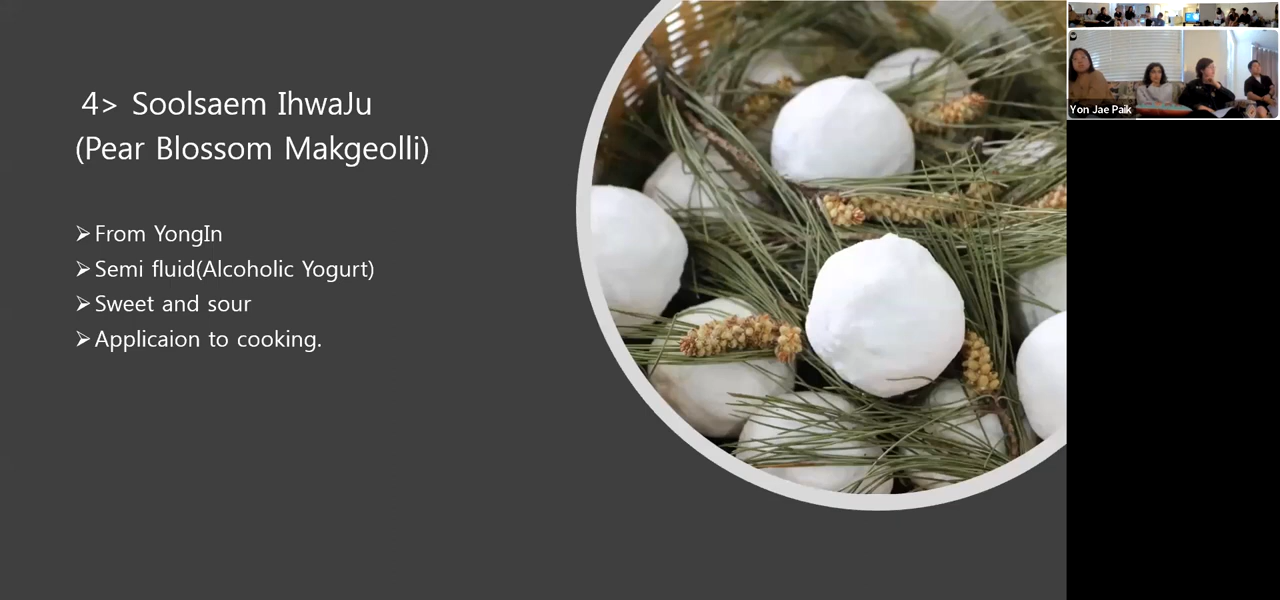 4> Soolsaem IhwaJu
(Pear Blossom Makgeolli)
➢From YongIn
➢Semi fluid(Alcoholic Yogurt)
➢Sweet and sour
➢Applicaion to cooking.
Yon Jae Paik